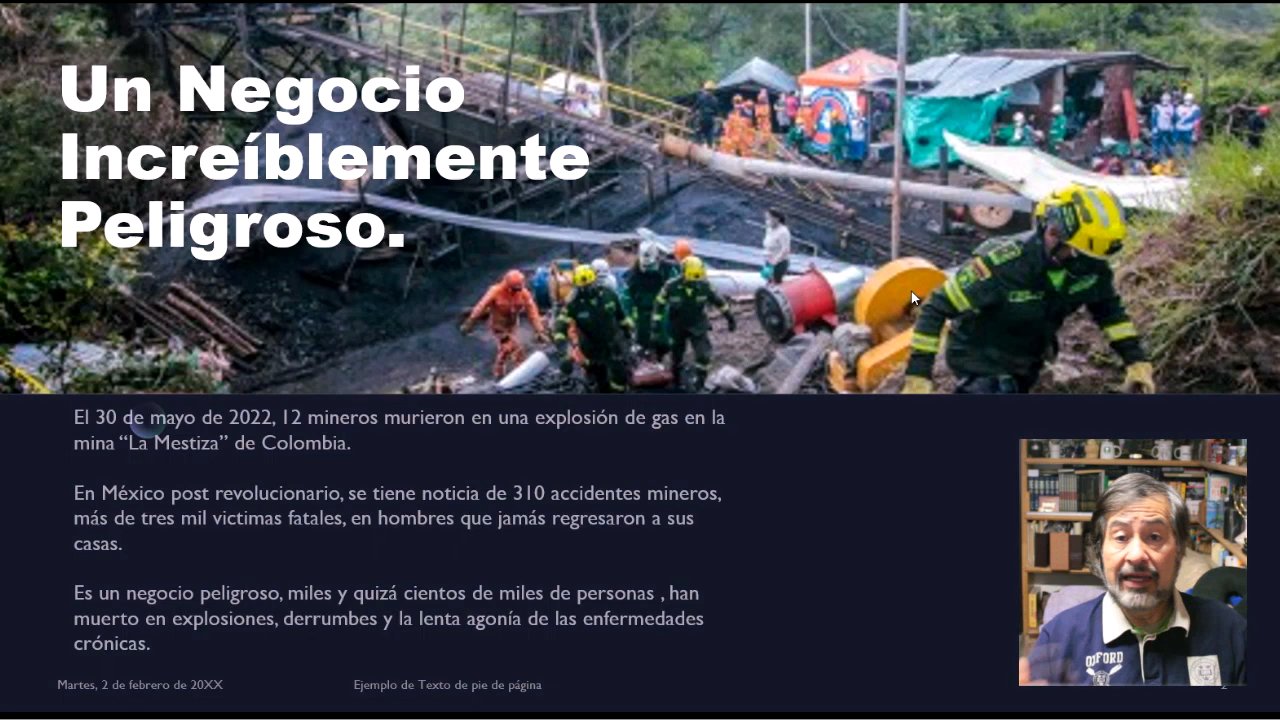 Un Negocio
Increíblemente
Peligroso.
El 30 de mayo de 2022, 12 mineros murieron en una explosión de gas en la
mina “La Mestiza” de Colombia.
En México post revolucionario, se tiene noticia de 310 accidentes mineros,
más de tres mil victimas fatales, en hombres que jamás regresaron a sus
casas.
Es un negocio peligroso, miles y quizá cientos de miles de personas , han
muerto en explosiones, derrumbes y la lenta agonía de las enfermedades
crónicas.
OXFORD
Martes, 2 de febrero de 20XX
Ejemplo de Texto de pie de página